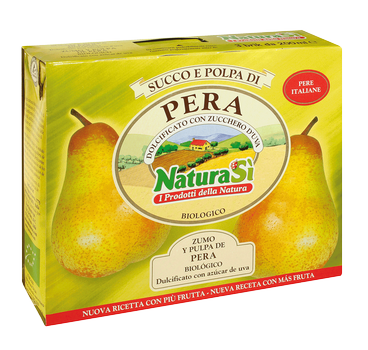 SUCCO E POLPA DI
PERA
DOLCIFICATO CON ZUCCHERO D'UVA
PERE
ITALIANE
NaturaSì
I Prodotti della Natura
BIOLOGICO
ZUMO
Y PULPA DE
PERA
BIOLÓGICO
Dulcificato con azúcar de uva
NUOVA RICETTA CON PIÙ FRUTTA - NUEVA RECETA CON MÁS FRUTA